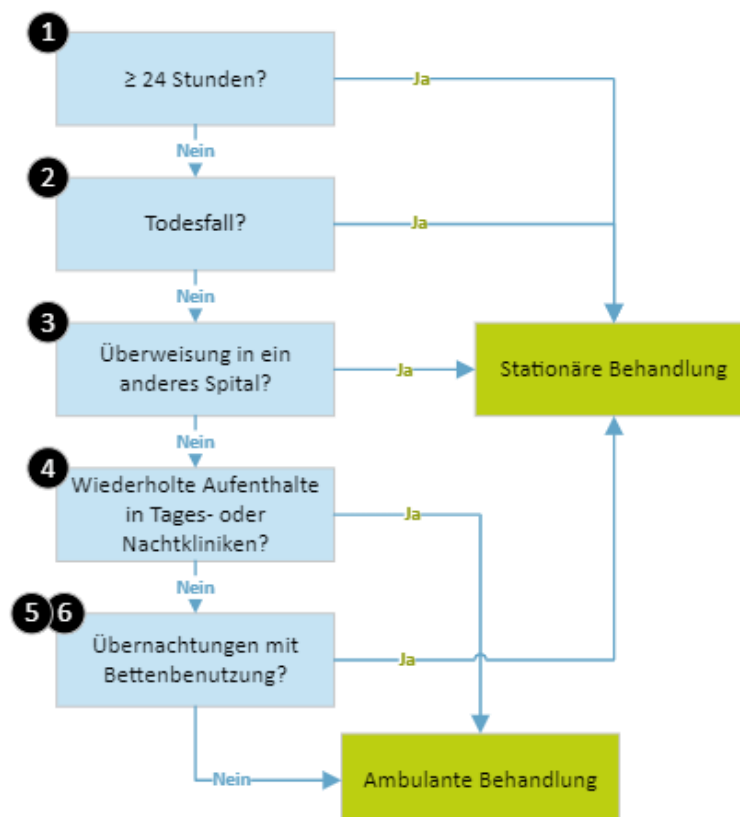 1
≥ 24 Stunden?
Ja
Nein
2
Todesfall?
Ja
Nein
3
Überweisung in ein
anderes Spital?
Ja
Stationäre Behandlung
Nein
4
Wiederholte Aufenthalte
in Tages- oder
Nachtkliniken?
Ja
Nein
5 6
Übernachtungen mit
Bettenbenutzung?
Ja
Nein
Ambulante Behandlung